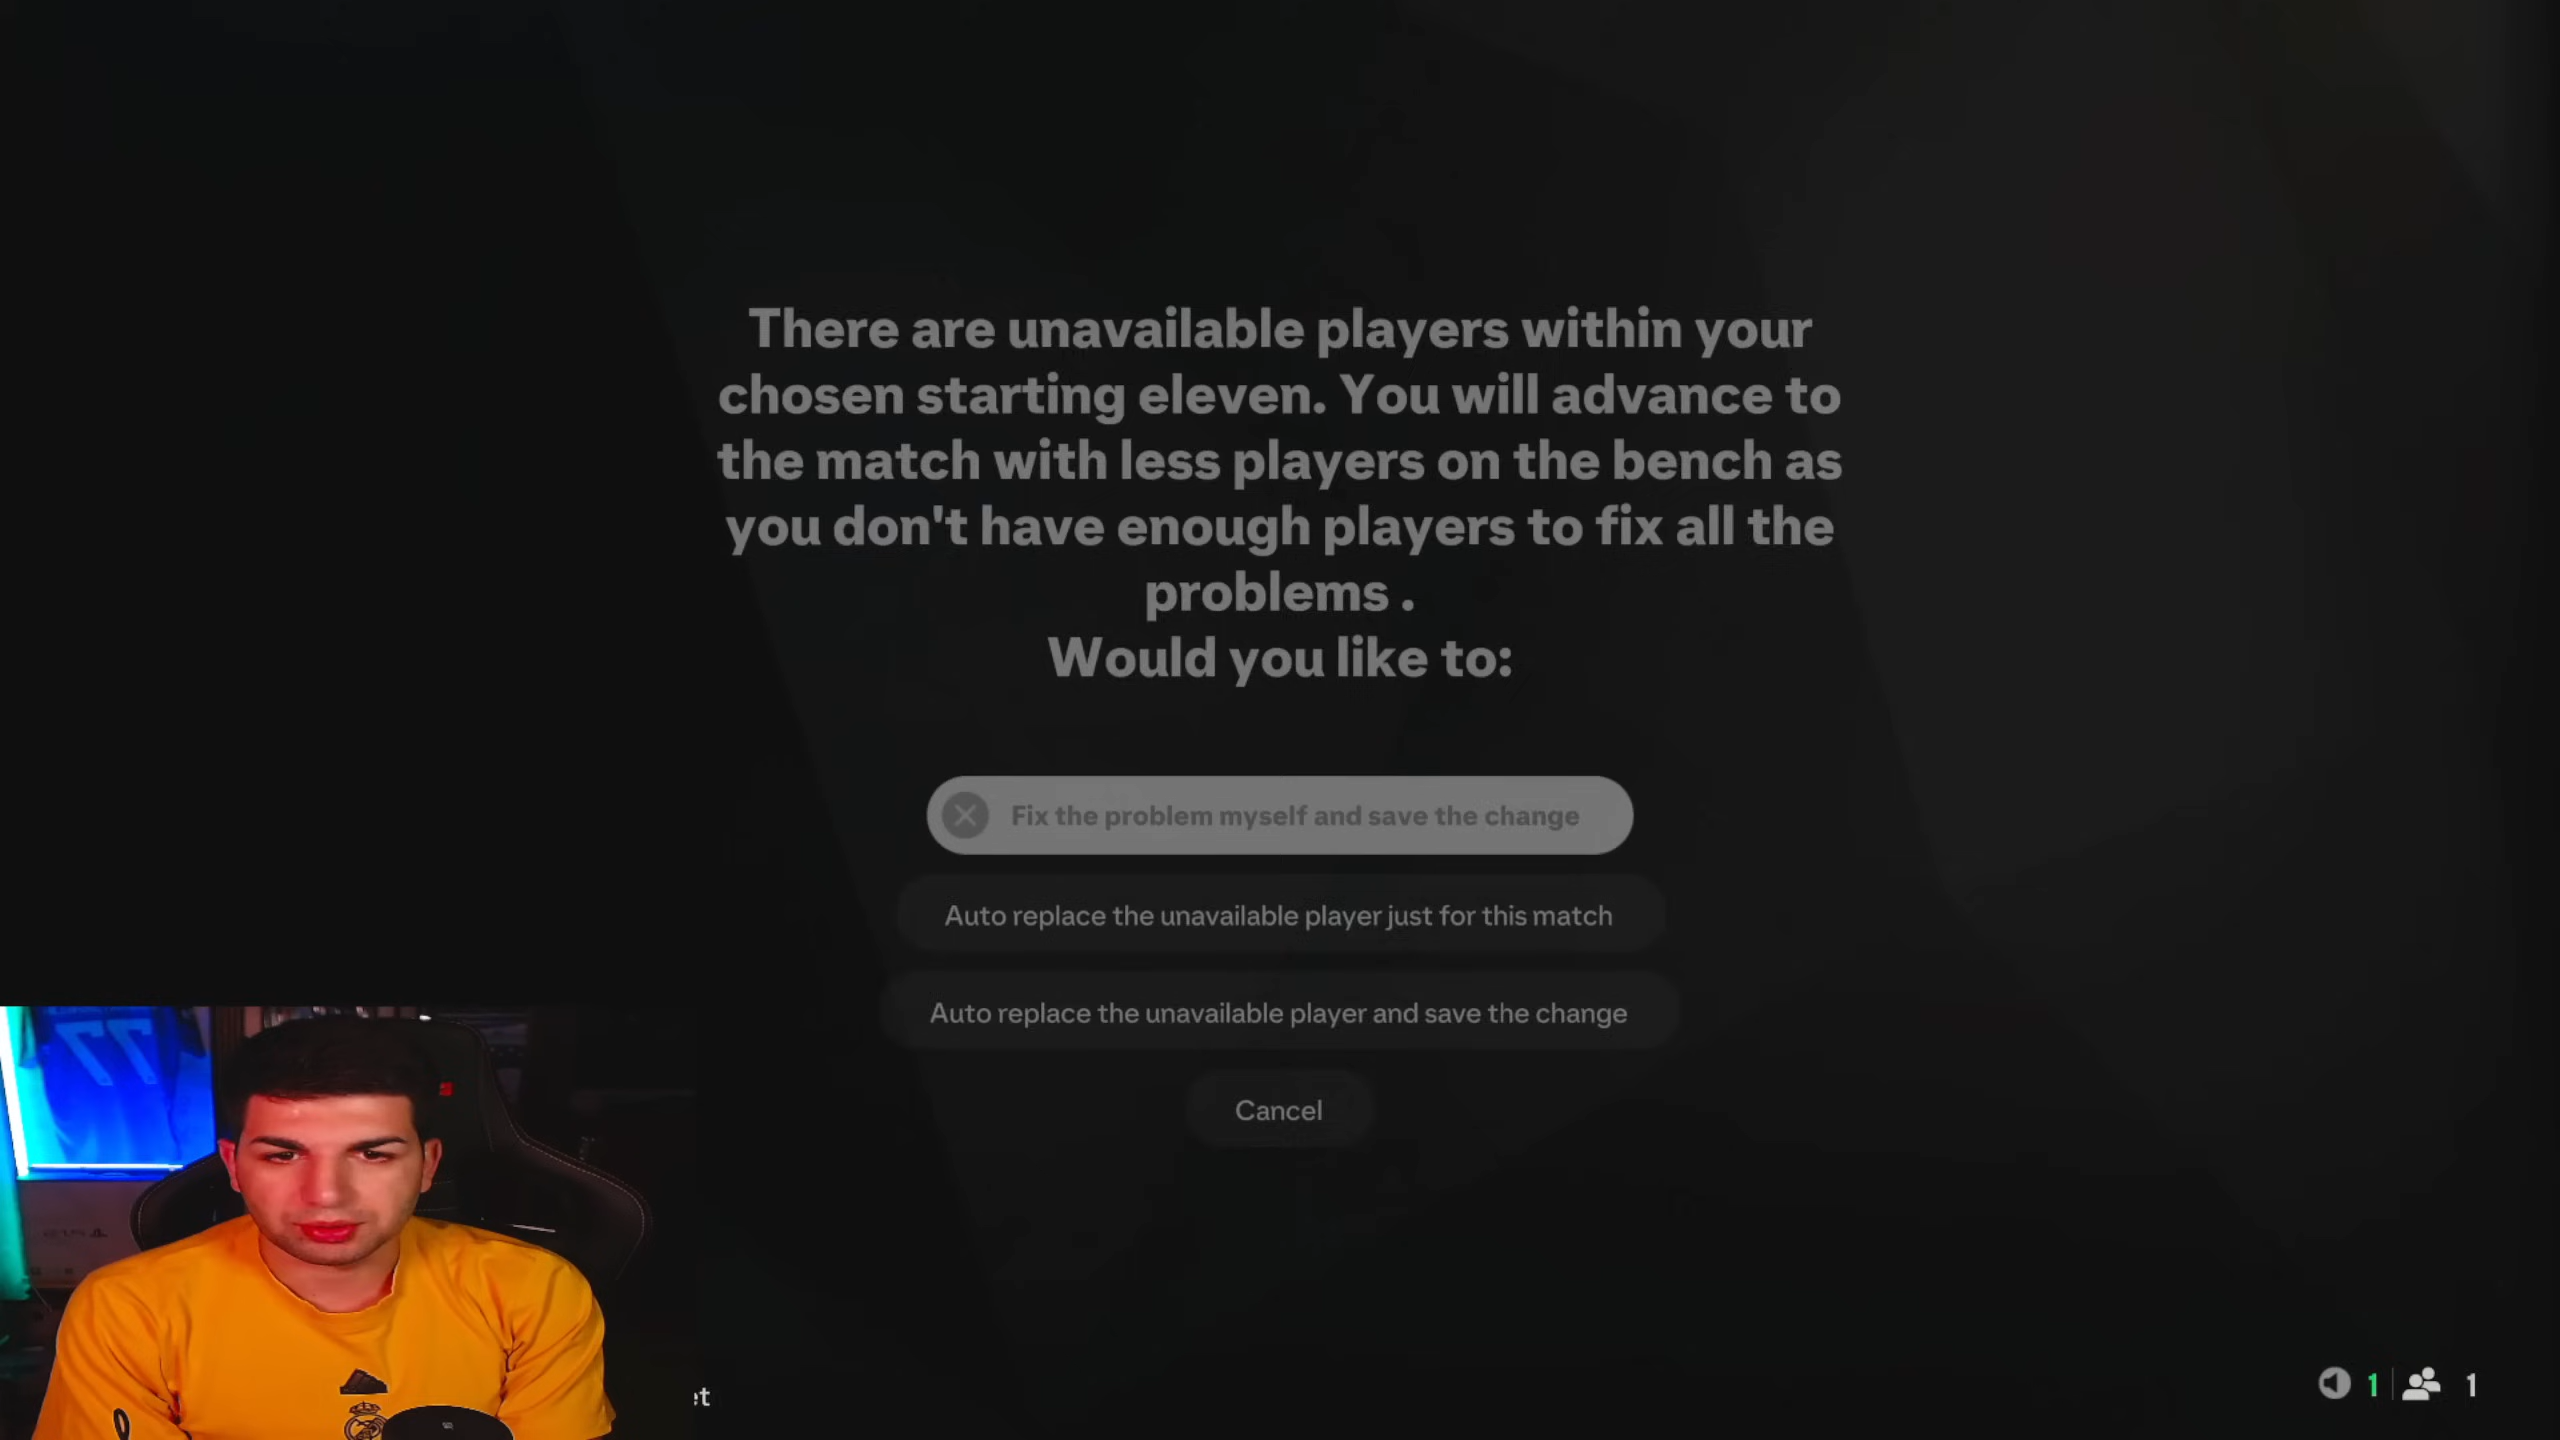 There are unavailable players within your
chosen starting eleven. You will advance to
the match with less players on the bench as
you don't have enough players to fix all the
problems .
Would you like to:
Fix the problem myself and save the change
Auto replace the unavailable player just for this match
Auto replace the unavailable player and save the change
Cancel
77
et
1 1